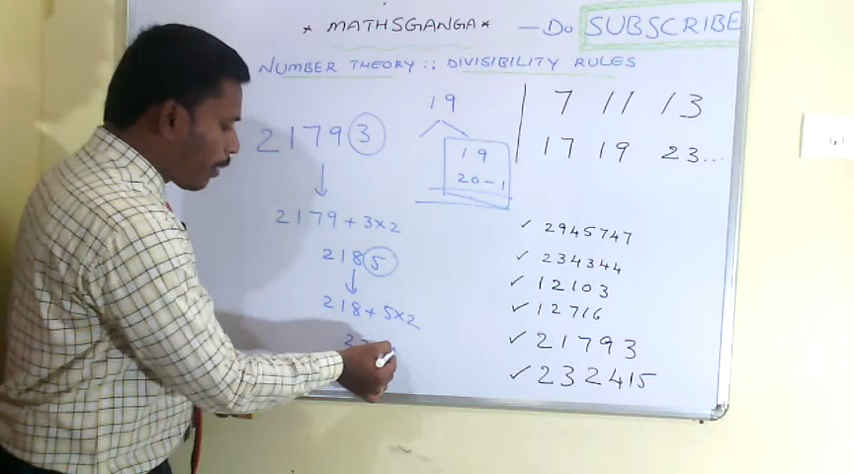 * MATHSGANGA* — Do SUBSCRIBE
NUMBER THEORY :: DIVISIBILITY RULES
21793
2179 + 3×2
2185
218 + 5×2
19
19
20 - 1
7 11 13
17 19 23...
✓ 2945747
✓ 234344
✓ 12103
✓ 12716
✓ 21793
✓ 232415